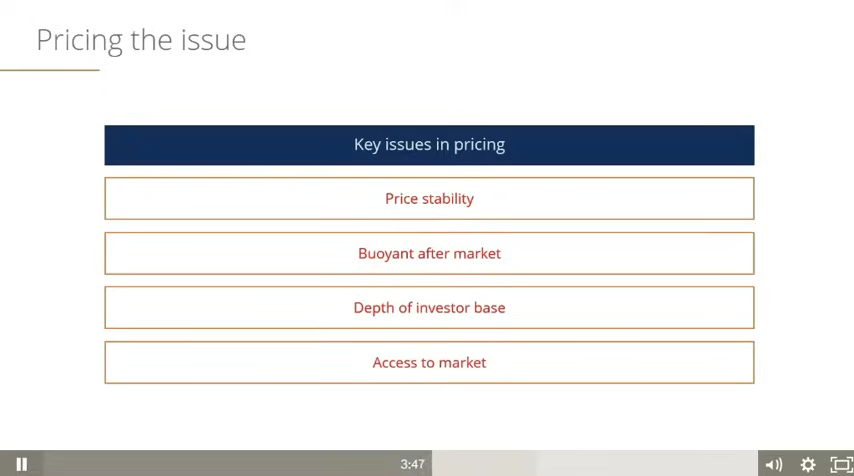 Pricing the issue
Key issues in pricing
Price stability
Buoyant after market
Depth of investor base
Access to market
3:47